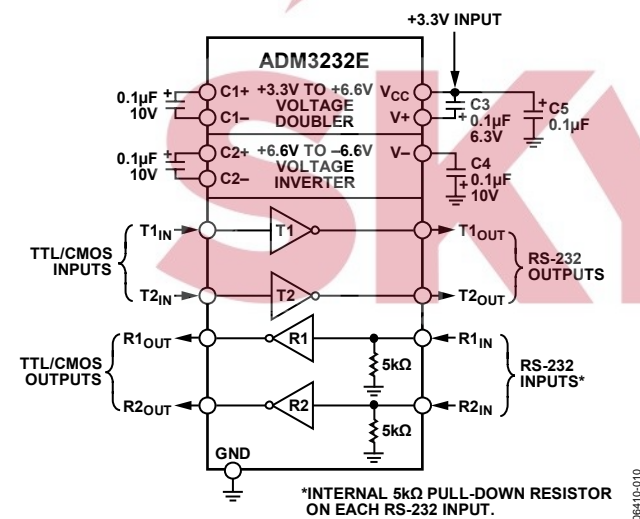 +3.3V INPUT
ADM3232E
0.1µF
10V
+
C1+
C1–
+3.3V TO +6.6V
VOLTAGE
DOUBLER
VCC
V+
C3
+
0.1µF
6.3V
+
C5
0.1µF
0.1µF
10V
+
C2+
C2–
+6.6V TO –6.6V
VOLTAGE
INVERTER
V–
C4
+
0.1µF
10V
TTL/CMOS
INPUTS
T1IN
T1
T1OUT
RS-232
OUTPUTS
T2IN
T2
T2OUT
TTL/CMOS
OUTPUTS
R1OUT
R1
5kΩ
R1IN
RS-232
INPUTS*
R2OUT
R2
5kΩ
R2IN
GND
*INTERNAL 5kΩ PULL-DOWN RESISTOR
ON EACH RS-232 INPUT.
06410-010
SKY